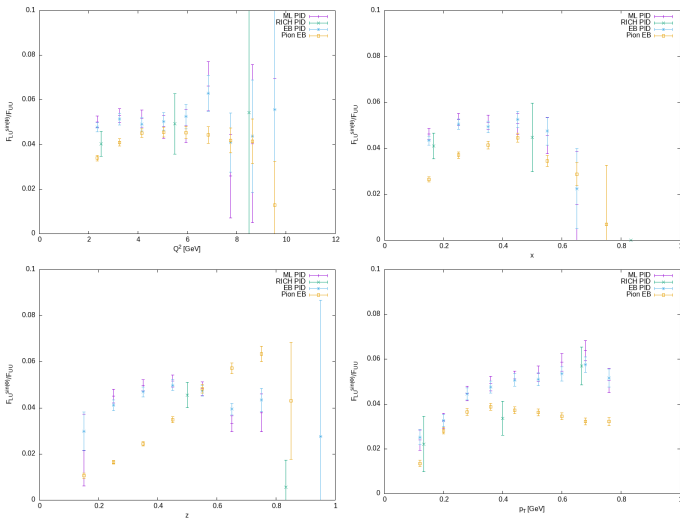 0.1
0.08
0.06
0.04
0.02
0
0 2 4 6 8 10 12
F_LU^sin(φ)/F_UU
Q² [GeV]
ML PID
RICH PID
EB PID
Pion EB
0.1
0.08
0.06
0.04
0.02
0
0 0.2 0.4 0.6 0.8 1
F_LU^sin(φ)/F_UU
x
ML PID
RICH PID
EB PID
Pion EB
0.1
0.08
0.06
0.04
0.02
0
0 0.2 0.4 0.6 0.8 1
F_LU^sin(φ)/F_UU
z
ML PID
RICH PID
EB PID
Pion EB
0.1
0.08
0.06
0.04
0.02
0
0 0.2 0.4 0.6 0.8 1
F_LU^sin(φ)/F_UU
p_T [GeV]
ML PID
RICH PID
EB PID
Pion EB